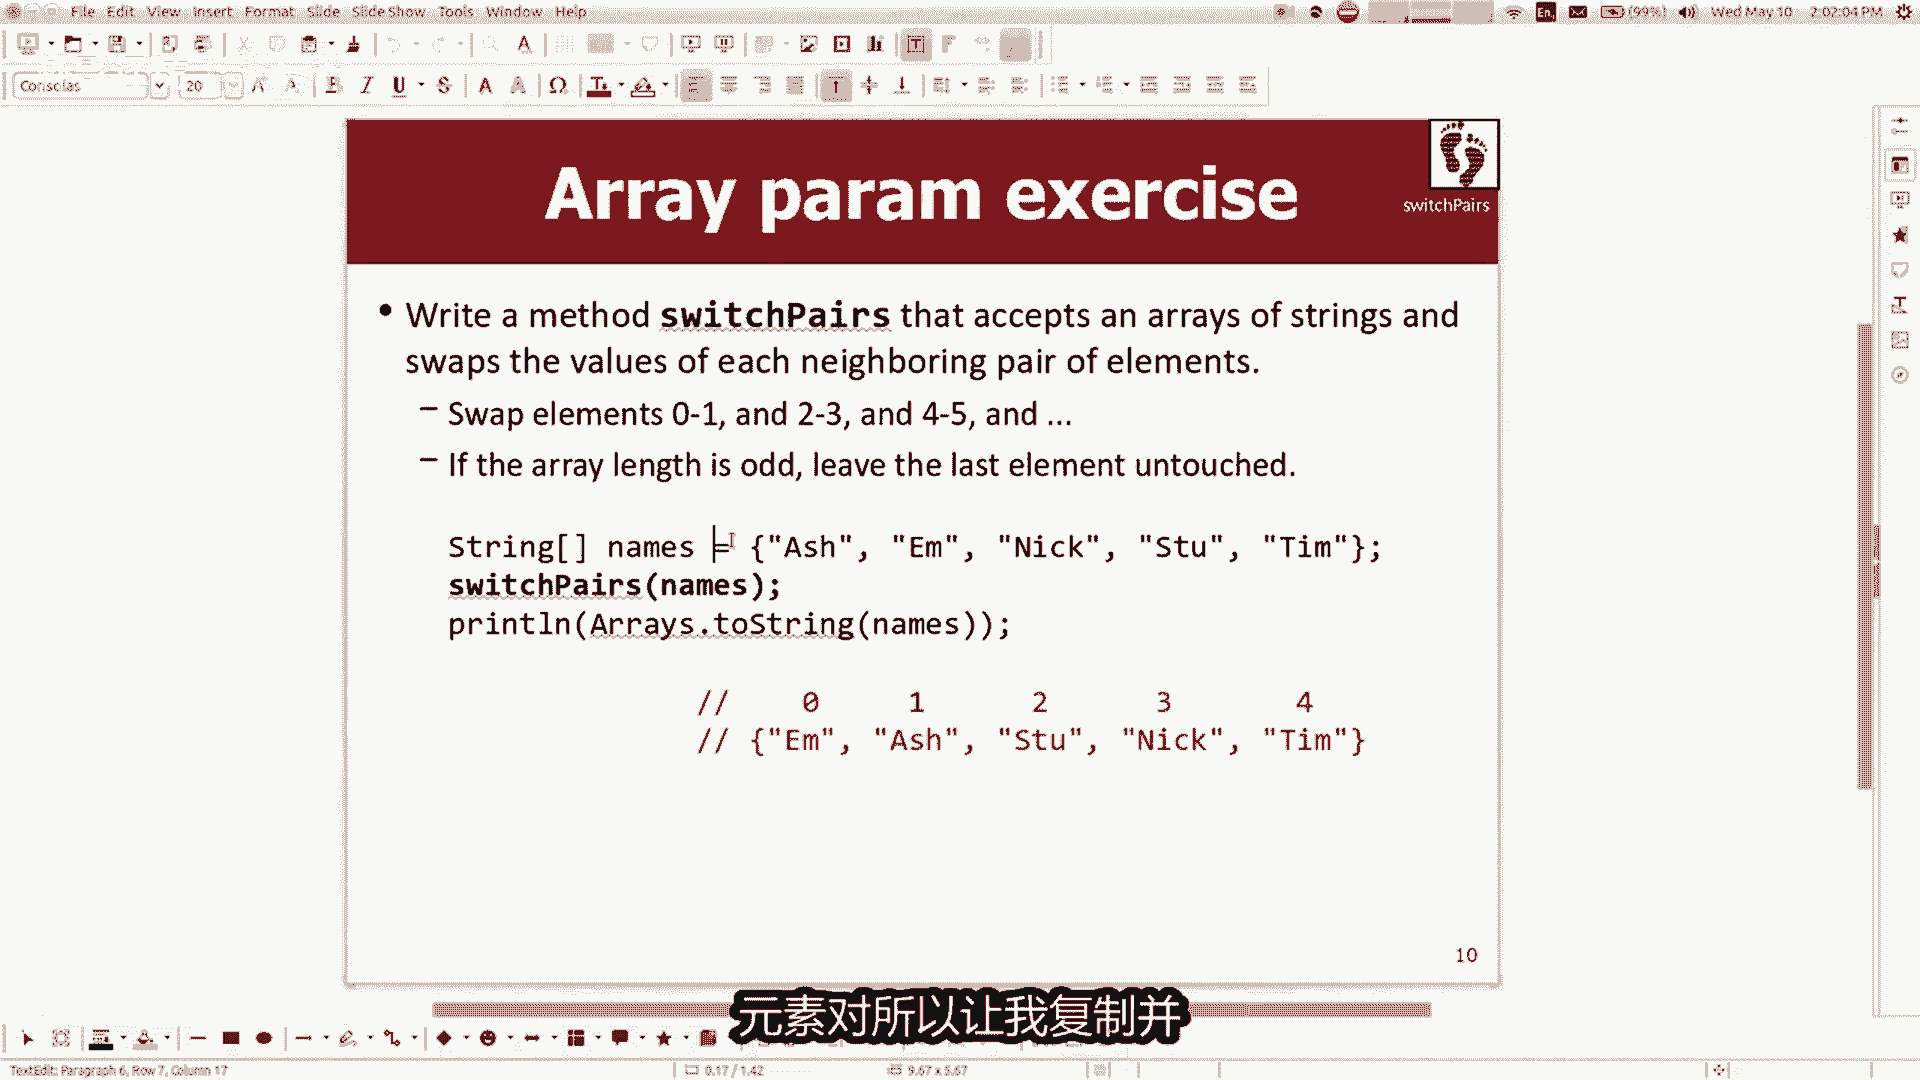 File Edit View Insert Format Slide Slide Show Tools Window Help
(99%) Wed May 10 2:02:04 PM
Consolas 20
Array param exercise
switchPairs
• Write a method switchPairs that accepts an arrays of strings and
swaps the values of each neighboring pair of elements.
– Swap elements 0-1, and 2-3, and 4-5, and ...
– If the array length is odd, leave the last element untouched.
String[] names = {"Ash", "Em", "Nick", "Stu", "Tim"};
switchPairs(names);
println(Arrays.toString(names));
// 0 1 2 3 4
// {"Em", "Ash", "Stu", "Nick", "Tim"}
10
元素对所以让我复制并
TextEdit: Paragraph 6, Row 7, Column 17
0.17 / 1.42
9.67 x 5.67